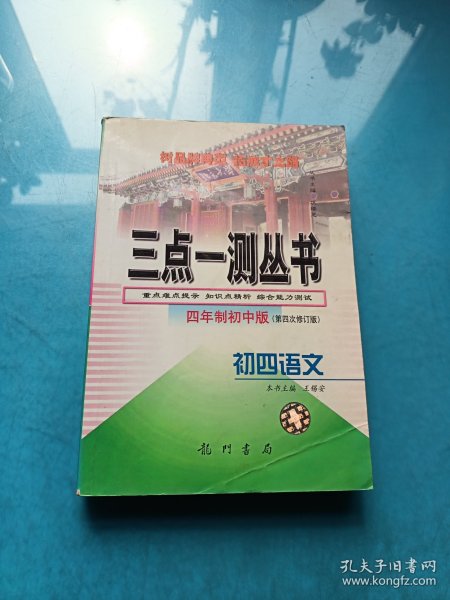 三点一测丛书
重点难点提示 知识点精析 综合能力测试
四年制初中版(第四次修订版)
初四语文
本书主编 王锡安
龍門書局
孔夫子旧书网
www.kongfz.com